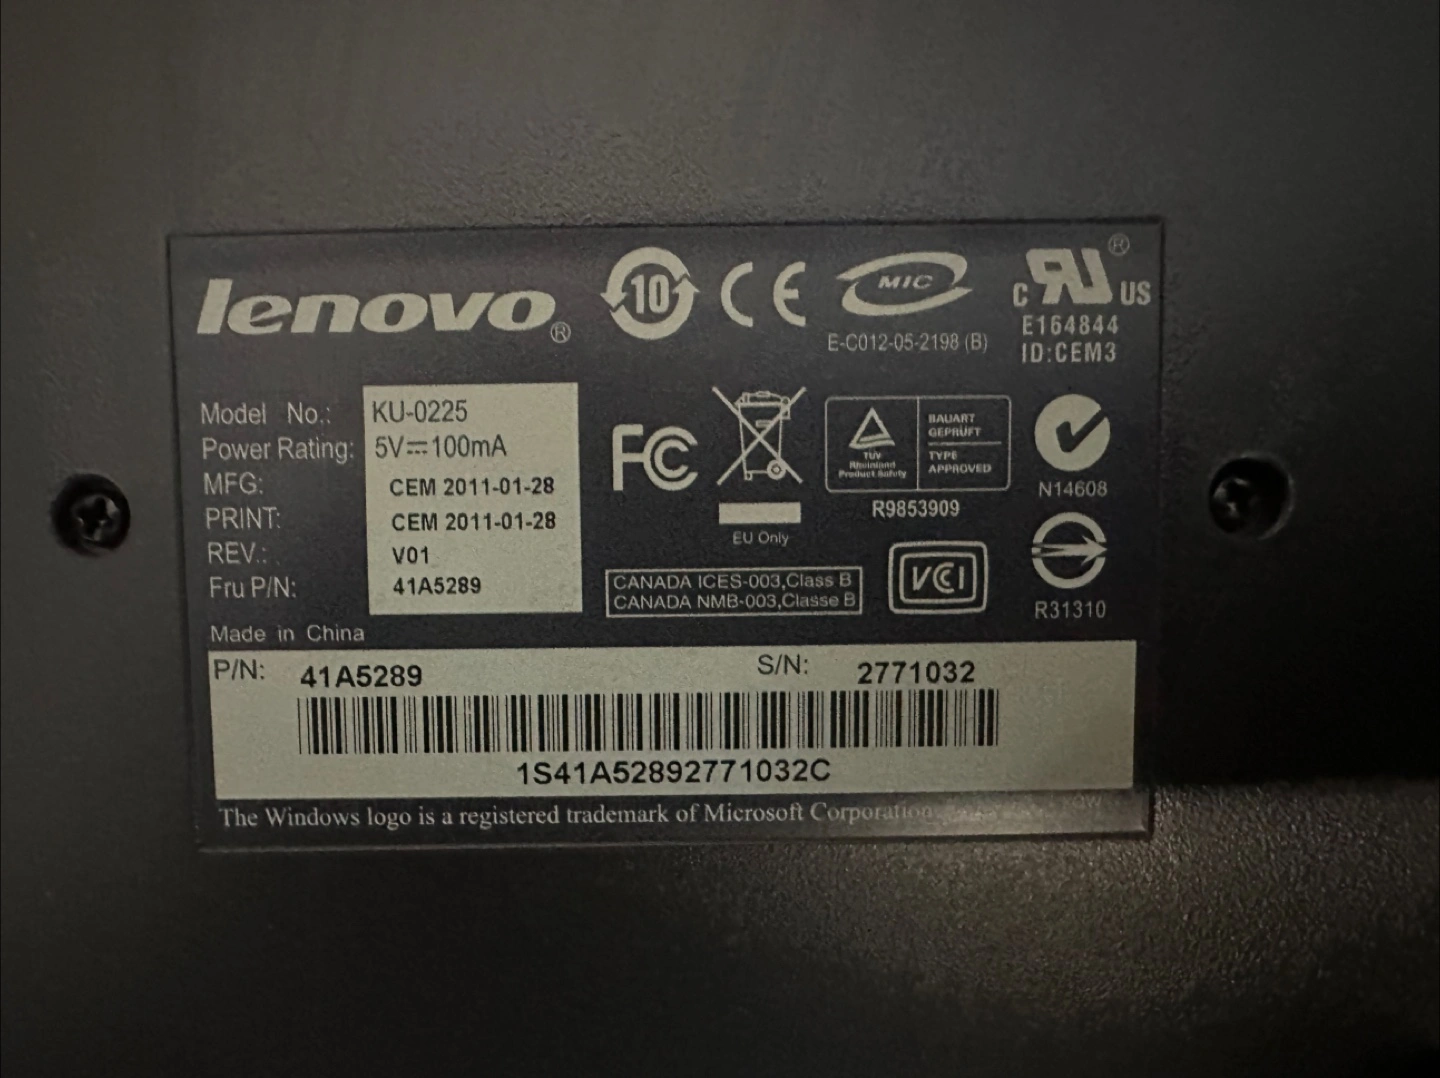 lenovo®
10
CE
MIC
E-C012-05-2198 (B)
C RU US ®
E164844
ID:CEM3
Model No.: KU-0225
Power Rating: 5V⎓100mA
MFG: CEM 2011-01-28
PRINT: CEM 2011-01-28
REV.: V01
Fru P/N: 41A5289
Made in China
FC
EU Only
TÜV
Rheinland
Product Safety
BAUART
GEPRÜFT
TYPE
APPROVED
R9853909
N14608
CANADA ICES-003,Class B
CANADA NMB-003,Classe B
VCI
R31310
P/N: 41A5289 S/N: 2771032
1S41A52892771032C
The Windows logo is a registered trademark of Microsoft Corporation